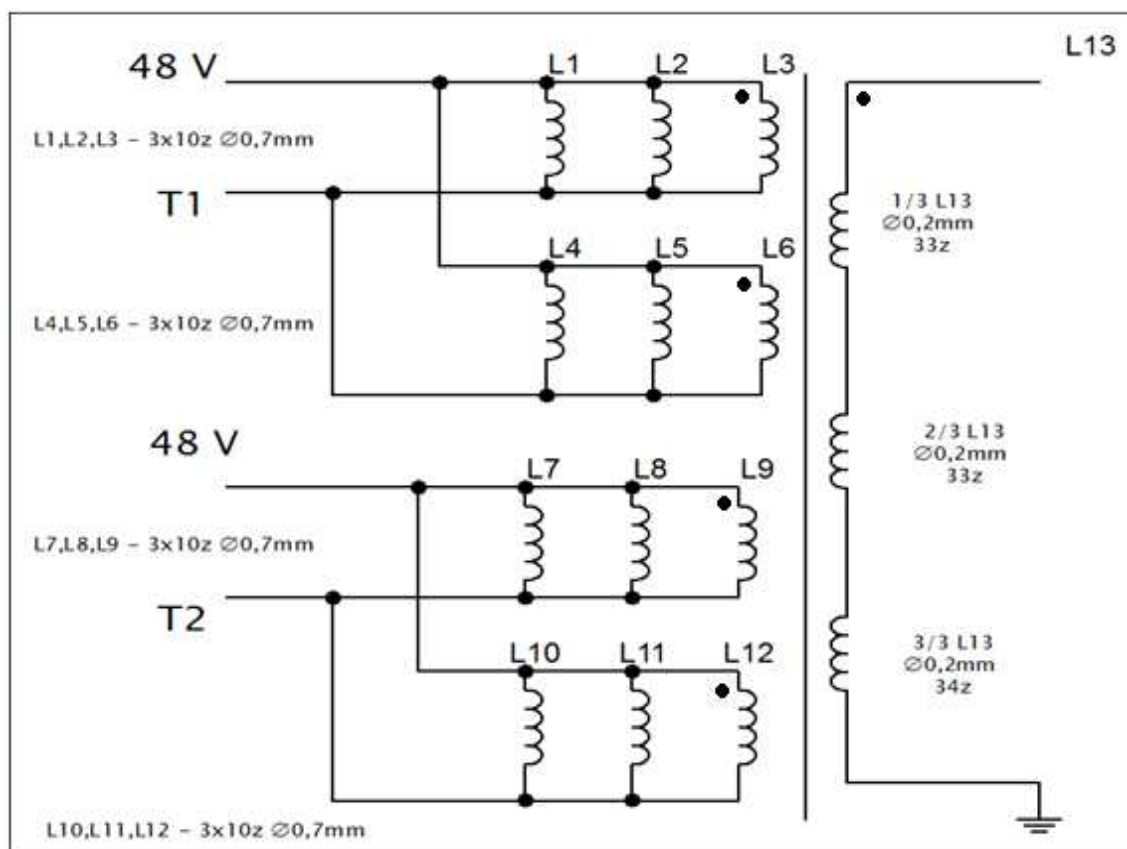 L13
48 V
L1
L2
L3
L1,L2,L3 – 3x10z ∅0,7mm
T1
1/3 L13
∅0,2mm
33z
L4
L5
L6
L4,L5,L6 – 3x10z ∅0,7mm
48 V
2/3 L13
∅0,2mm
33z
L7
L8
L9
L7,L8,L9 – 3x10z ∅0,7mm
T2
3/3 L13
∅0,2mm
34z
L10
L11
L12
L10,L11,L12 – 3x10z ∅0,7mm